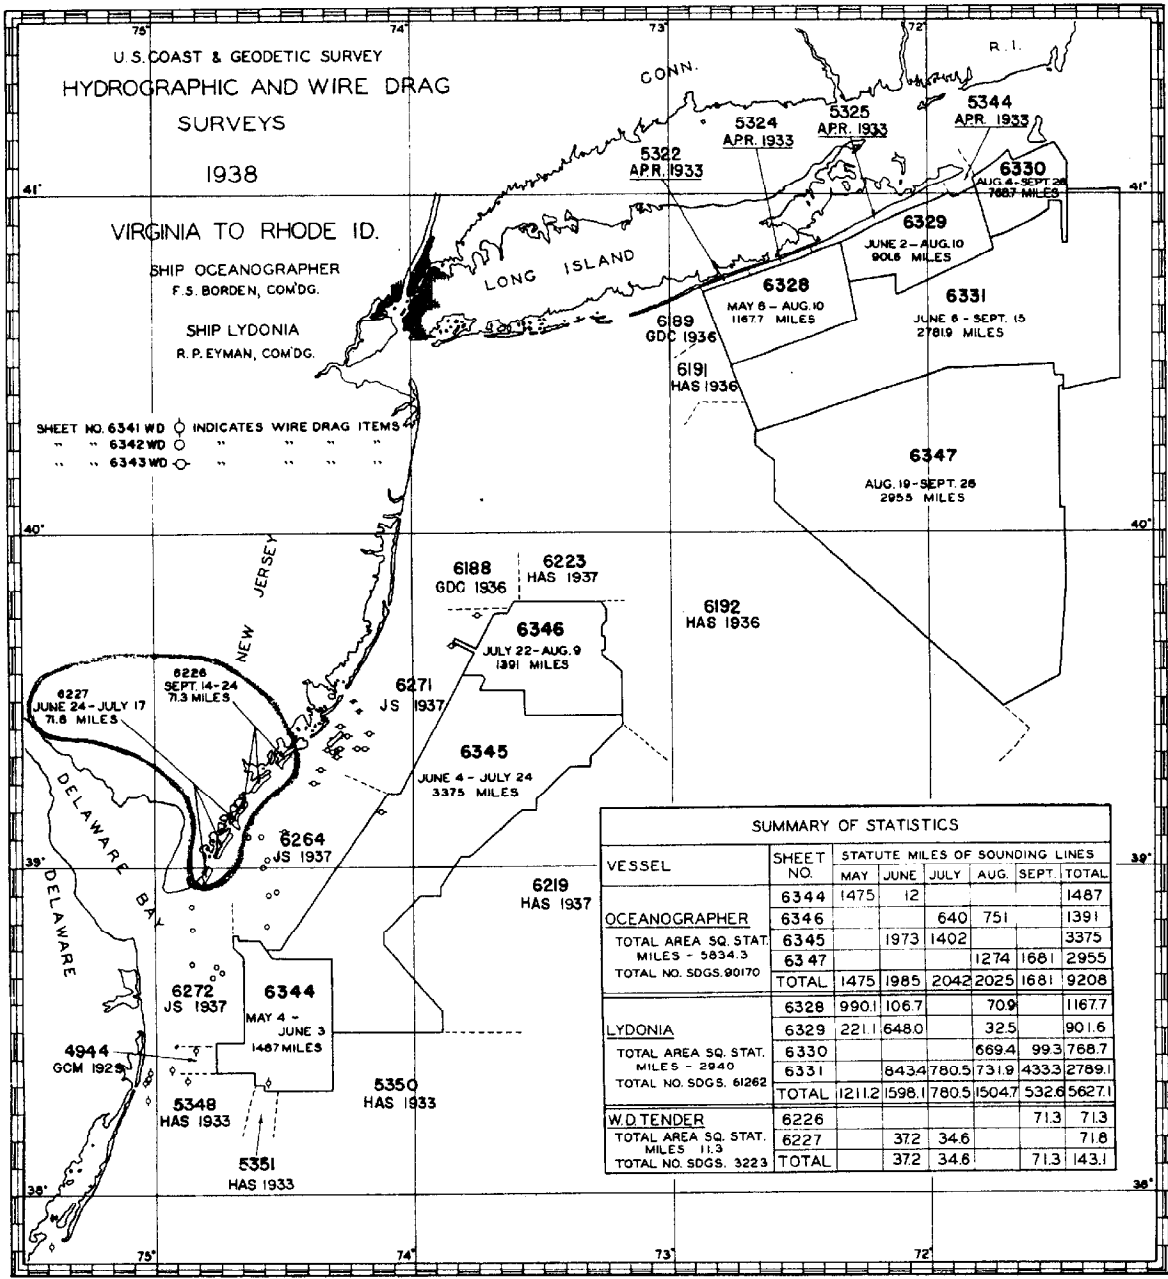 75°
74°
73°
72°
U.S. COAST & GEODETIC SURVEY
HYDROGRAPHIC AND WIRE DRAG
SURVEYS
1938
VIRGINIA TO RHODE ID.
SHIP OCEANOGRAPHER
F.S. BORDEN, COM'DG.
SHIP LYDONIA
R. P. EYMAN, COM'DG.
SHEET NO. 6341 WD INDICATES WIRE DRAG ITEMS
" " 6342 WD " " " "
" " 6343 WD " " " "
CONN.
R. I.
LONG ISLAND
5322
APR. 1933
5324
APR. 1933
5325
APR. 1933
5344
APR. 1933
6330
AUG. 4-SEPT. 28
768.7 MILES
41°
41°
6329
JUNE 2-AUG. 10
901.6 MILES
6328
MAY 6-AUG. 10
1167.7 MILES
6331
JUNE 6-SEPT. 15
2781.9 MILES
6189
GDC 1936
6191
HAS 1936
6347
AUG. 19-SEPT. 26
2955 MILES
40°
40°
NEW JERSEY
6188
GDC 1936
6223
HAS 1937
6192
HAS 1936
6346
JULY 22-AUG. 9
1391 MILES
6226
SEPT. 14-24
71.3 MILES
6227
JUNE 24-JULY 17
71.8 MILES
6271
JS 1937
6345
JUNE 4-JULY 24
3375 MILES
DELAWARE BAY
DELAWARE
6264
JS 1937
39°
39°
6219
HAS 1937
6272
JS 1937
6344
MAY 4-
JUNE 3
1487 MILES
4944
GCM 1929
5348
HAS 1933
5350
HAS 1933
5351
HAS 1933
38°
38°
75°
74°
73°
72°
SUMMARY OF STATISTICS
VESSEL SHEET NO. STATUTE MILES OF SOUNDING LINES
MAY JUNE JULY AUG. SEPT. TOTAL
6344 1475 12 1487
OCEANOGRAPHER 6346 640 751 1391
TOTAL AREA SQ. STAT. 6345 1973 1402 3375
MILES - 5834.3 6347 1274 1681 2955
TOTAL NO. SDGS. 90170 TOTAL 1475 1985 2042 2025 1681 9208
6328 990.1 106.7 70.9 1167.7
LYDONIA 6329 221.1 648.0 32.5 901.6
TOTAL AREA SQ. STAT. 6330 669.4 99.3 768.7
MILES - 2940 6331 843.4 780.5 731.9 433.3 2789.1
TOTAL NO. SDGS. 61262 TOTAL 1211.2 1598.1 780.5 1504.7 532.6 5627.1
W.D. TENDER 6226 71.3 71.3
TOTAL AREA SQ. STAT. 6227 37.2 34.6 71.8
MILES 11.3
TOTAL NO. SDGS. 3223 TOTAL 37.2 34.6 71.3 143.1